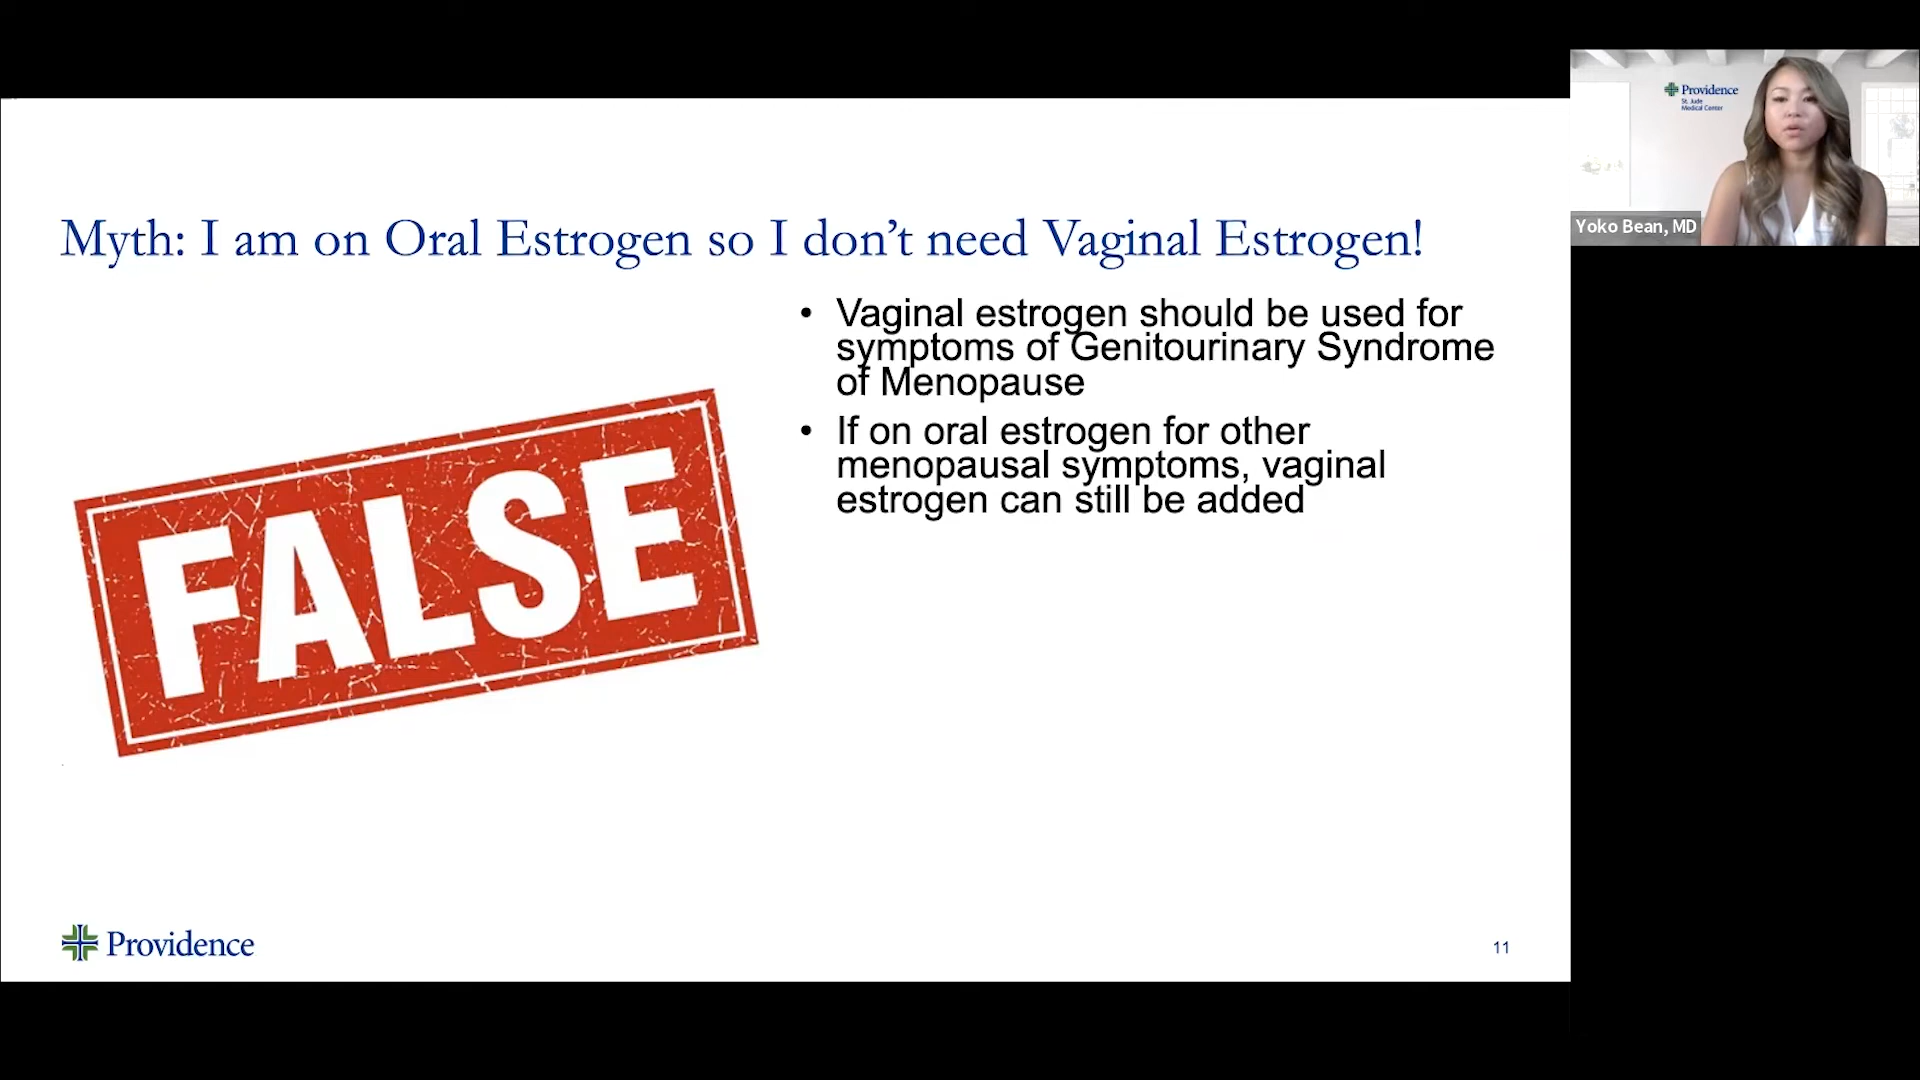 Providence
St. Jude
Medical Center
Yoko Bean, MD
Myth: I am on Oral Estrogen so I don’t need Vaginal Estrogen!
• Vaginal estrogen should be used for
symptoms of Genitourinary Syndrome
of Menopause
• If on oral estrogen for other
menopausal symptoms, vaginal
estrogen can still be added
FALSE
Providence
11